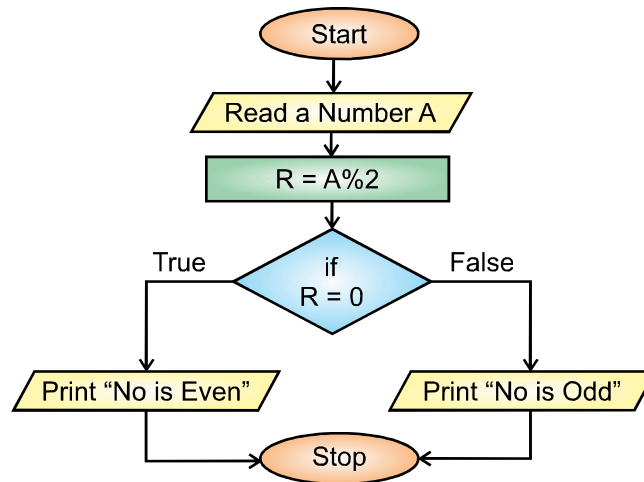 Start
Read a Number A
R = A%2
if
R = 0
True
False
Print “No is Even”
Print “No is Odd”
Stop